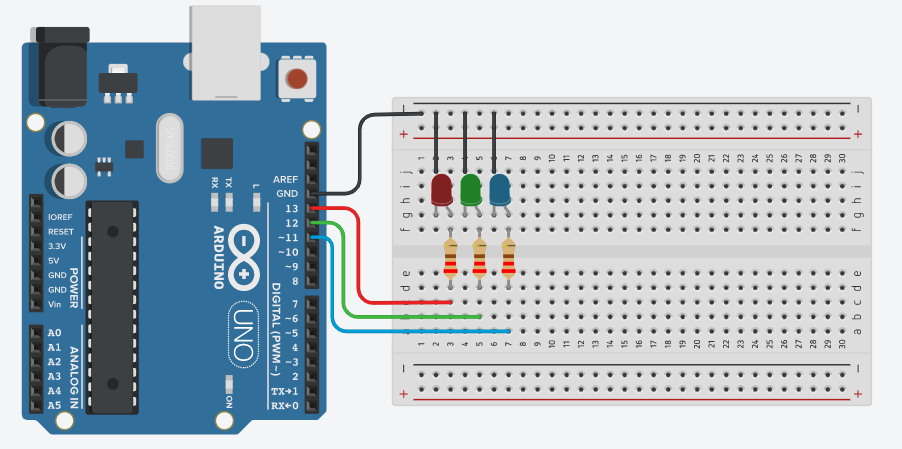 AREF
GND
13
12
~11
~10
~9
8
7
~6
~5
4
~3
2
TX→1
RX←0
DIGITAL (PWM~)
RX
TX
L
ARDUINO
UNO
ON
IOREF
RESET
3.3V
5V
GND
GND
Vin
POWER
A0
A1
A2
A3
A4
A5
ANALOG IN
− −
+ +
1 2 3 4 5 6 7 8 9 10 11 12 13 14 15 16 17 18 19 20 21 22 23 24 25 26 27 28 29 30
j j
i i
h h
g g
f f
e e
d d
c c
b b
a a
1 2 3 4 5 6 7 8 9 10 11 12 13 14 15 16 17 18 19 20 21 22 23 24 25 26 27 28 29 30
− −
+ +